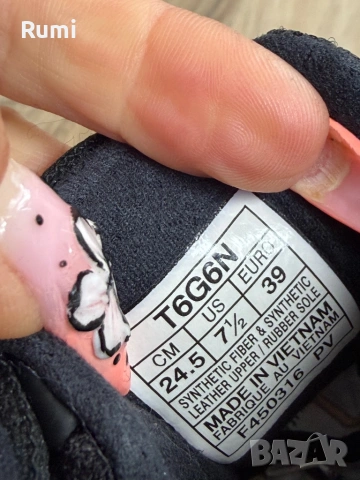 Rumi
T6G6N
CM US EURO
24.5 7½ 39
SYNTHETIC FIBER & SYNTHETIC
LEATHER UPPER / RUBBER SOLE
MADE IN VIETNAM
FABRIQUE AU VIETNAM
F450316 PV
BAZAR